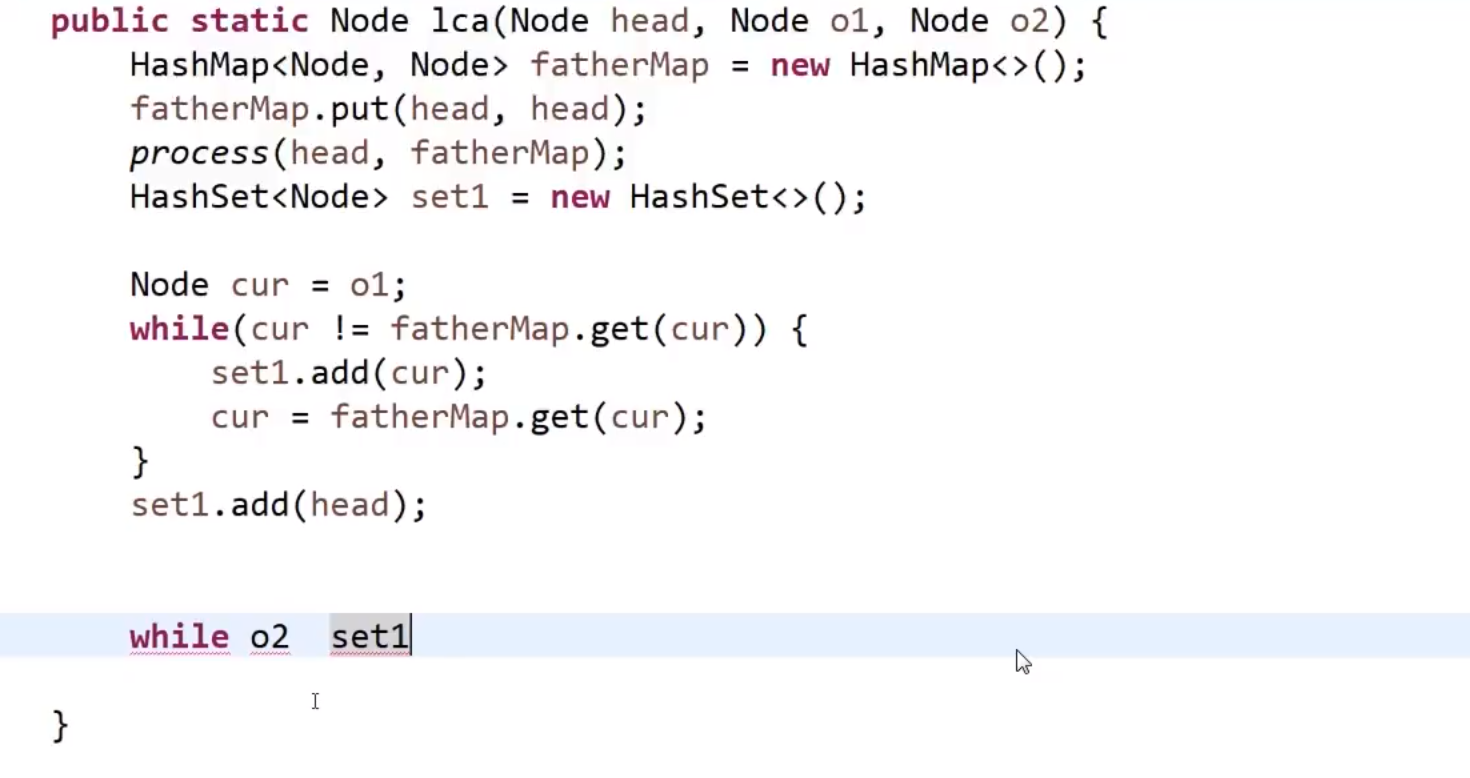 public static Node lca(Node head, Node o1, Node o2) {
HashMap<Node, Node> fatherMap = new HashMap<>();
fatherMap.put(head, head);
process(head, fatherMap);
HashSet<Node> set1 = new HashSet<>();
Node cur = o1;
while(cur != fatherMap.get(cur)) {
set1.add(cur);
cur = fatherMap.get(cur);
}
set1.add(head);
while o2  set1
}